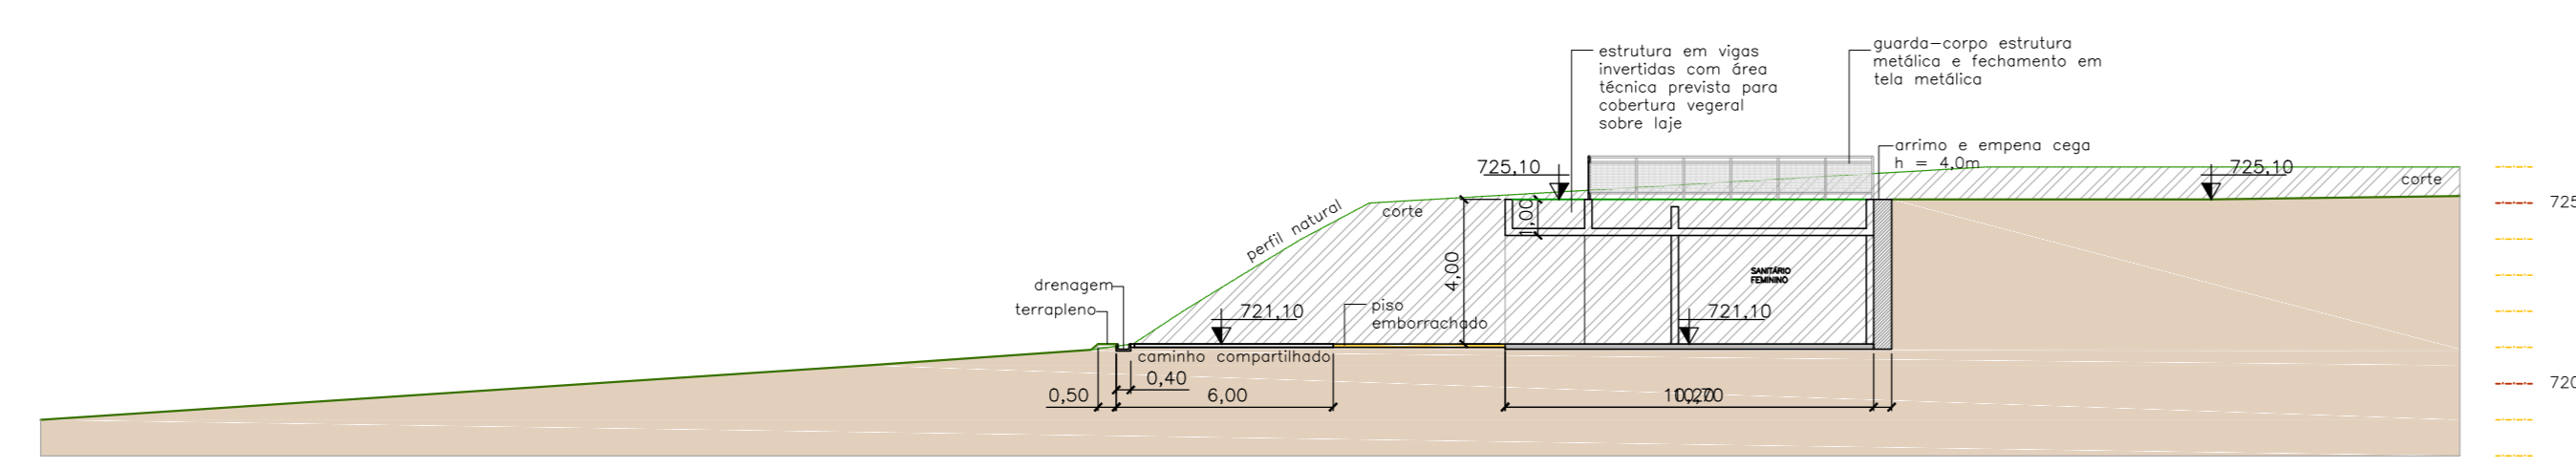 estrutura em vigas
invertidas com área
técnica prevista para
cobertura vegeral
sobre laje
guarda-corpo estrutura
metálica e fechamento em
tela metálica
arrimo e empena cega
h = 4,0m
725,10
725,10
corte
725
perfil natural
corte
1,00
4,00
SANITÁRIO
FEMININO
drenagem
terrapleno
721,10
piso
emborrachado
721,10
caminho compartilhado
0,40
0,50
6,00
720